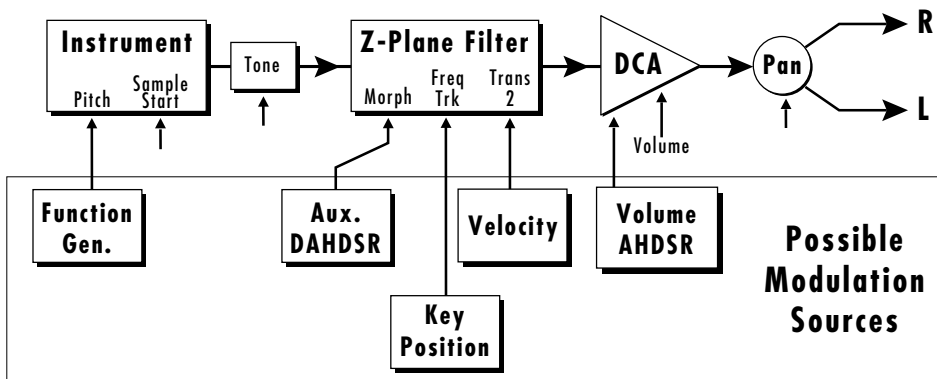 Instrument
Pitch
Sample
Start
Tone
Z-Plane Filter
Morph
Freq
Trk
Trans
2
DCA
Volume
Pan
R
L
Function
Gen.
Aux.
DAHDSR
Velocity
Volume
AHDSR
Key
Position
Possible
Modulation
Sources